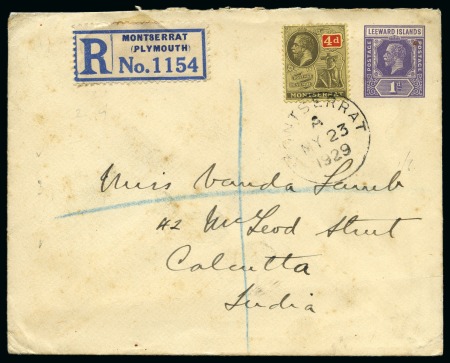 MONTSERRAT
(PLYMOUTH)
R No. 1154
4d
MONTSERRAT
LEEWARD ISLANDS
POSTAGE
POSTAGE
1D
MONTSERRAT
A
MY 23
1929
Miss Vanda Lamb
42 McLeod Street
Calcutta
India